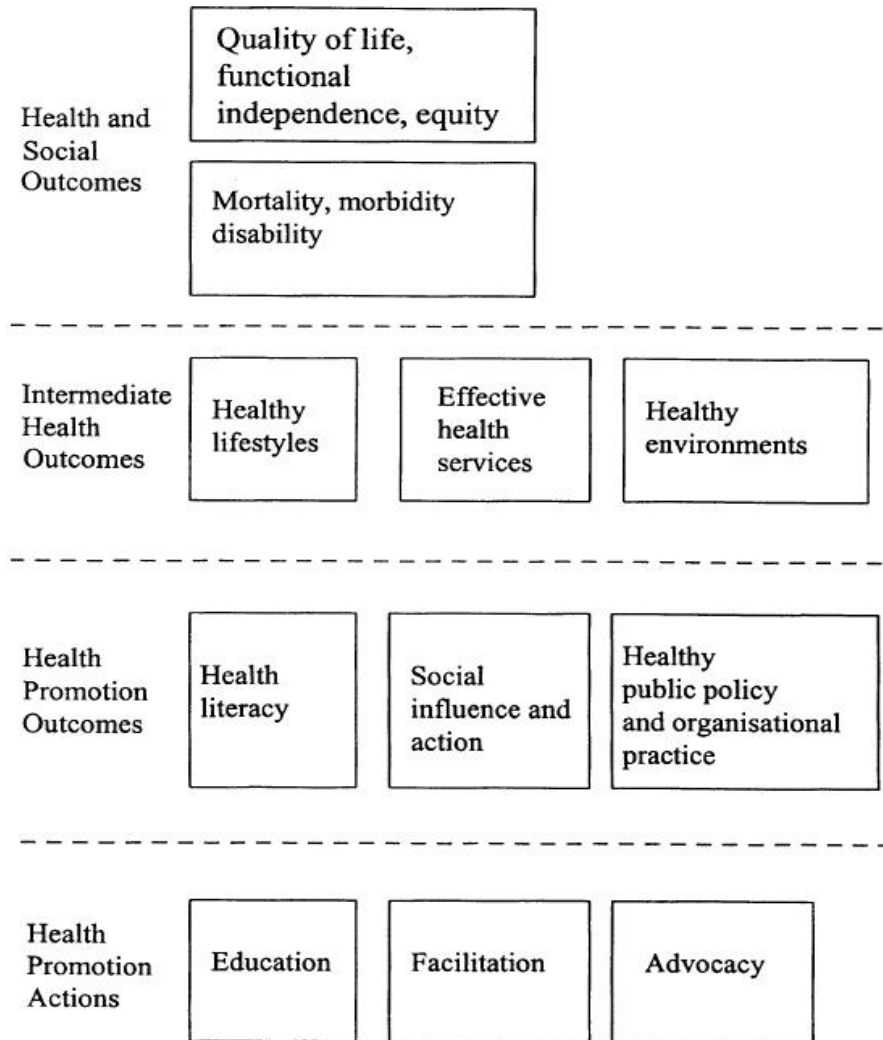 Health and
Social
Outcomes
Quality of life,
functional
independence, equity
Mortality, morbidity
disability
Intermediate
Health
Outcomes
Healthy
lifestyles
Effective
health
services
Healthy
environments
Health
Promotion
Outcomes
Health
literacy
Social
influence and
action
Healthy
public policy
and organisational
practice
Health
Promotion
Actions
Education
Facilitation
Advocacy